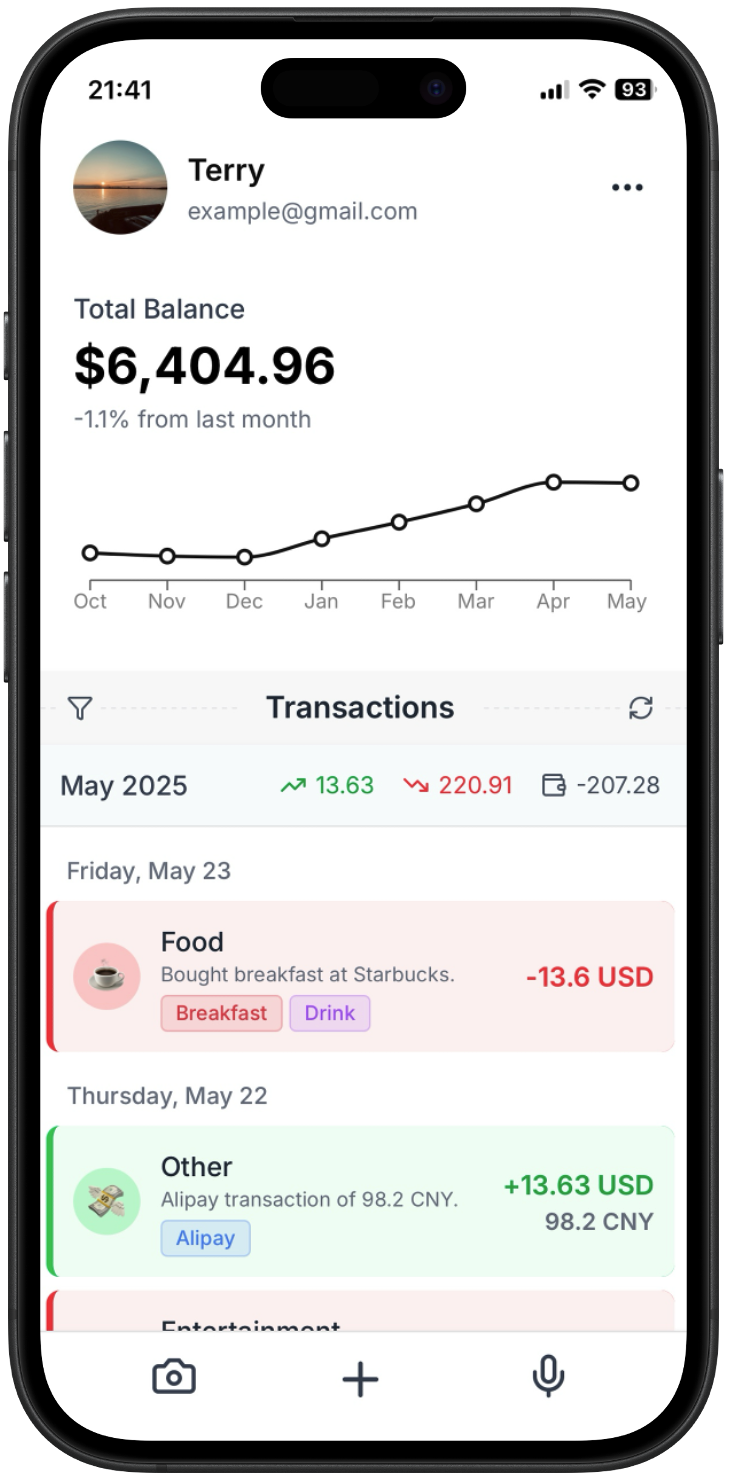 21:41
93
Terry
example@gmail.com
Total Balance
$6,404.96
-1.1% from last month
Oct Nov Dec Jan Feb Mar Apr May
Transactions
May 2025 13.63 220.91 -207.28
Friday, May 23
Food
Bought breakfast at Starbucks.
-13.6 USD
Breakfast Drink
Thursday, May 22
Other
Alipay transaction of 98.2 CNY.
+13.63 USD
98.2 CNY
Alipay
Entertainment